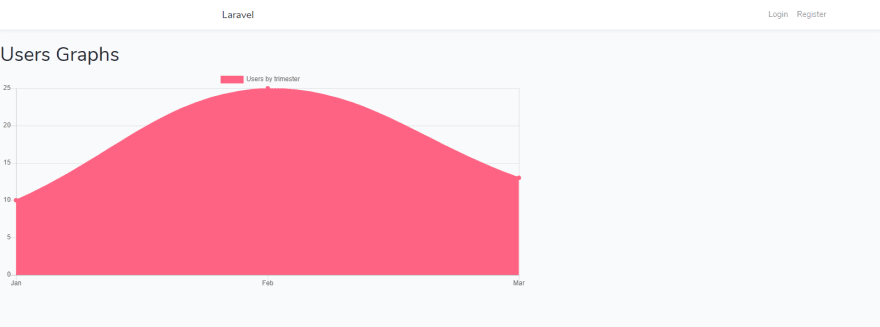 Laravel
Login Register
Users Graphs
Users by trimester
25
20
15
10
5
0
Jan Feb Mar